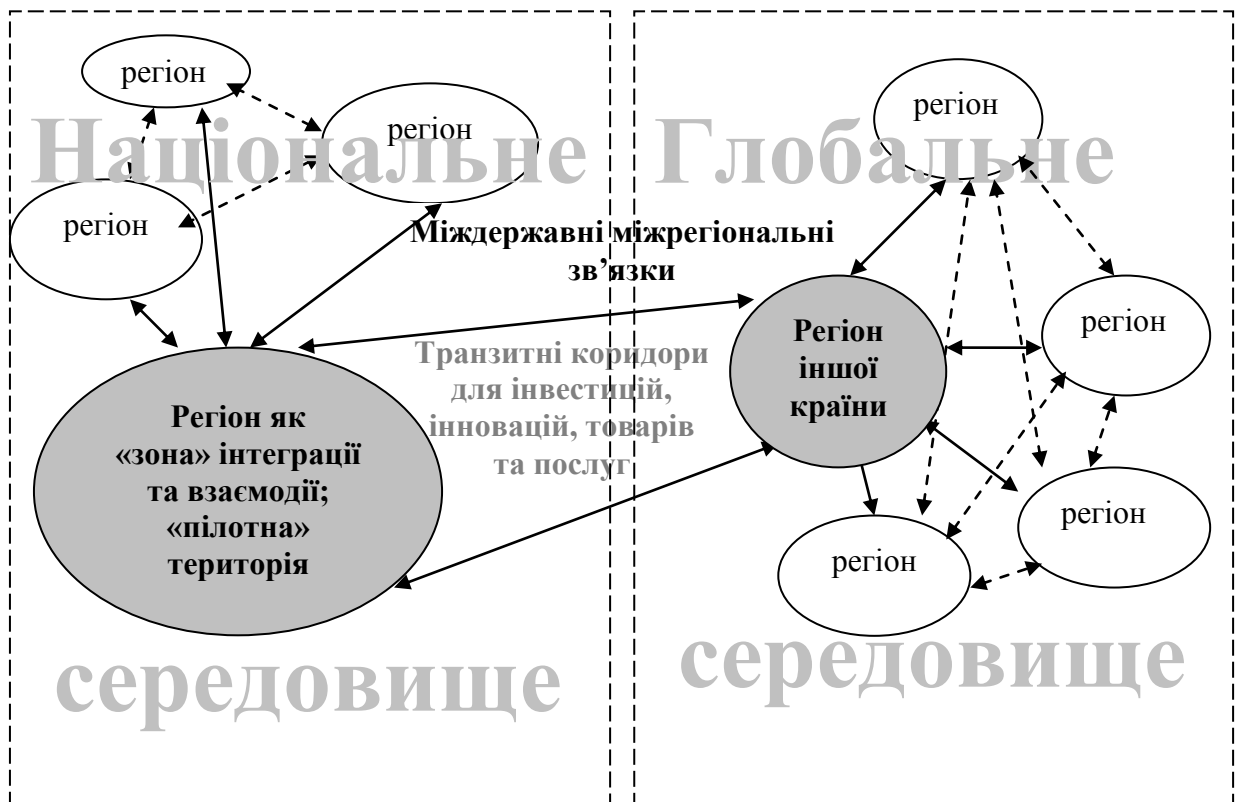 регіон
регіон
Національне
регіон
середовище
Регіон як
«зона» інтеграції
та взаємодії;
«пілотна»
територія
Міждержавні міжрегіональні
зв’язки
Транзитні коридори
для інвестицій,
інновацій, товарів
та послуг
регіон
Глобальне
Регіон
іншої
країни
регіон
регіон
регіон
середовище